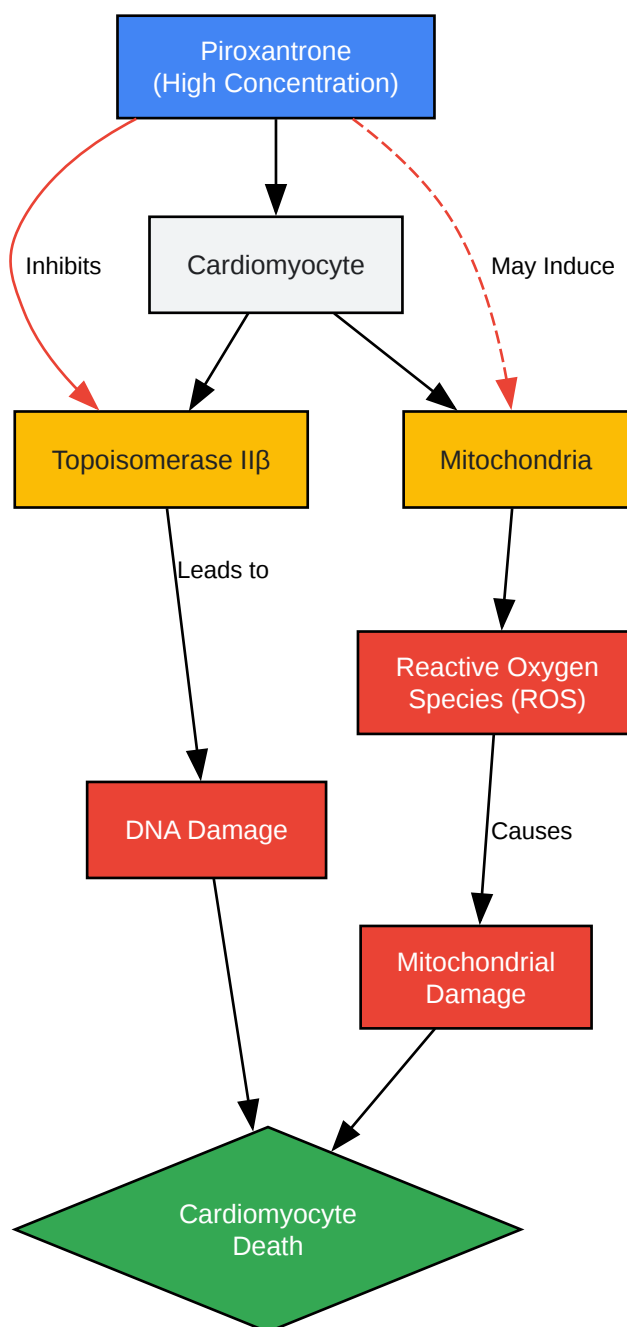 Piroxantrone
(High Concentration)
Inhibits
May Induce
Cardiomyocyte
Topoisomerase IIβ
Mitochondria
Leads to
Reactive Oxygen
Species (ROS)
DNA Damage
Causes
Mitochondrial
Damage
Cardiomyocyte
Death